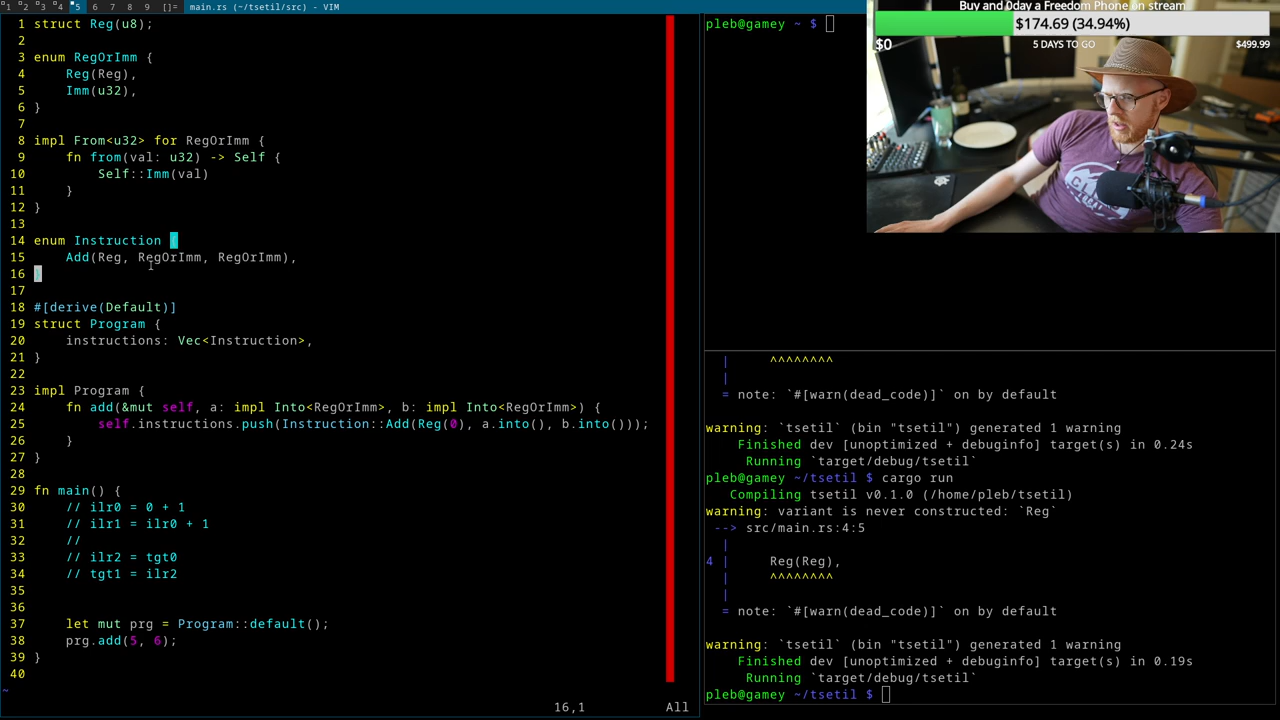 1 2 3 4 5 6 7 8 9 []= main.rs (~/tsetil/src) - VIM
1 struct Reg(u8);
2
3 enum RegOrImm {
4     Reg(Reg),
5     Imm(u32),
6 }
7
8 impl From<u32> for RegOrImm {
9     fn from(val: u32) -> Self {
10         Self::Imm(val)
11     }
12 }
13
14 enum Instruction {
15     Add(Reg, RegOrImm, RegOrImm),
16 }
17
18 #[derive(Default)]
19 struct Program {
20     instructions: Vec<Instruction>,
21 }
22
23 impl Program {
24     fn add(&mut self, a: impl Into<RegOrImm>, b: impl Into<RegOrImm>) {
25         self.instructions.push(Instruction::Add(Reg(0), a.into(), b.into()));
26     }
27 }
28
29 fn main() {
30     // ilr0 = 0 + 1
31     // ilr1 = ilr0 + 1
32     //
33     // ilr2 = tgt0
34     // tgt1 = ilr2
35
36
37     let mut prg = Program::default();
38     prg.add(5, 6);
39 }
40
~
16,1 All
pleb@gamey ~ $
Buy and 0day a Freedom Phone on stream
$174.69 (34.94%)
$0 5 DAYS TO GO $499.99
|     ^^^^^^^^
|
= note: `#[warn(dead_code)]` on by default
warning: `tsetil` (bin "tsetil") generated 1 warning
Finished dev [unoptimized + debuginfo] target(s) in 0.24s
Running `target/debug/tsetil`
pleb@gamey ~/tsetil $ cargo run
Compiling tsetil v0.1.0 (/home/pleb/tsetil)
warning: variant is never constructed: `Reg`
--> src/main.rs:4:5
|
4 |     Reg(Reg),
|     ^^^^^^^^
|
= note: `#[warn(dead_code)]` on by default
warning: `tsetil` (bin "tsetil") generated 1 warning
Finished dev [unoptimized + debuginfo] target(s) in 0.19s
Running `target/debug/tsetil`
pleb@gamey ~/tsetil $